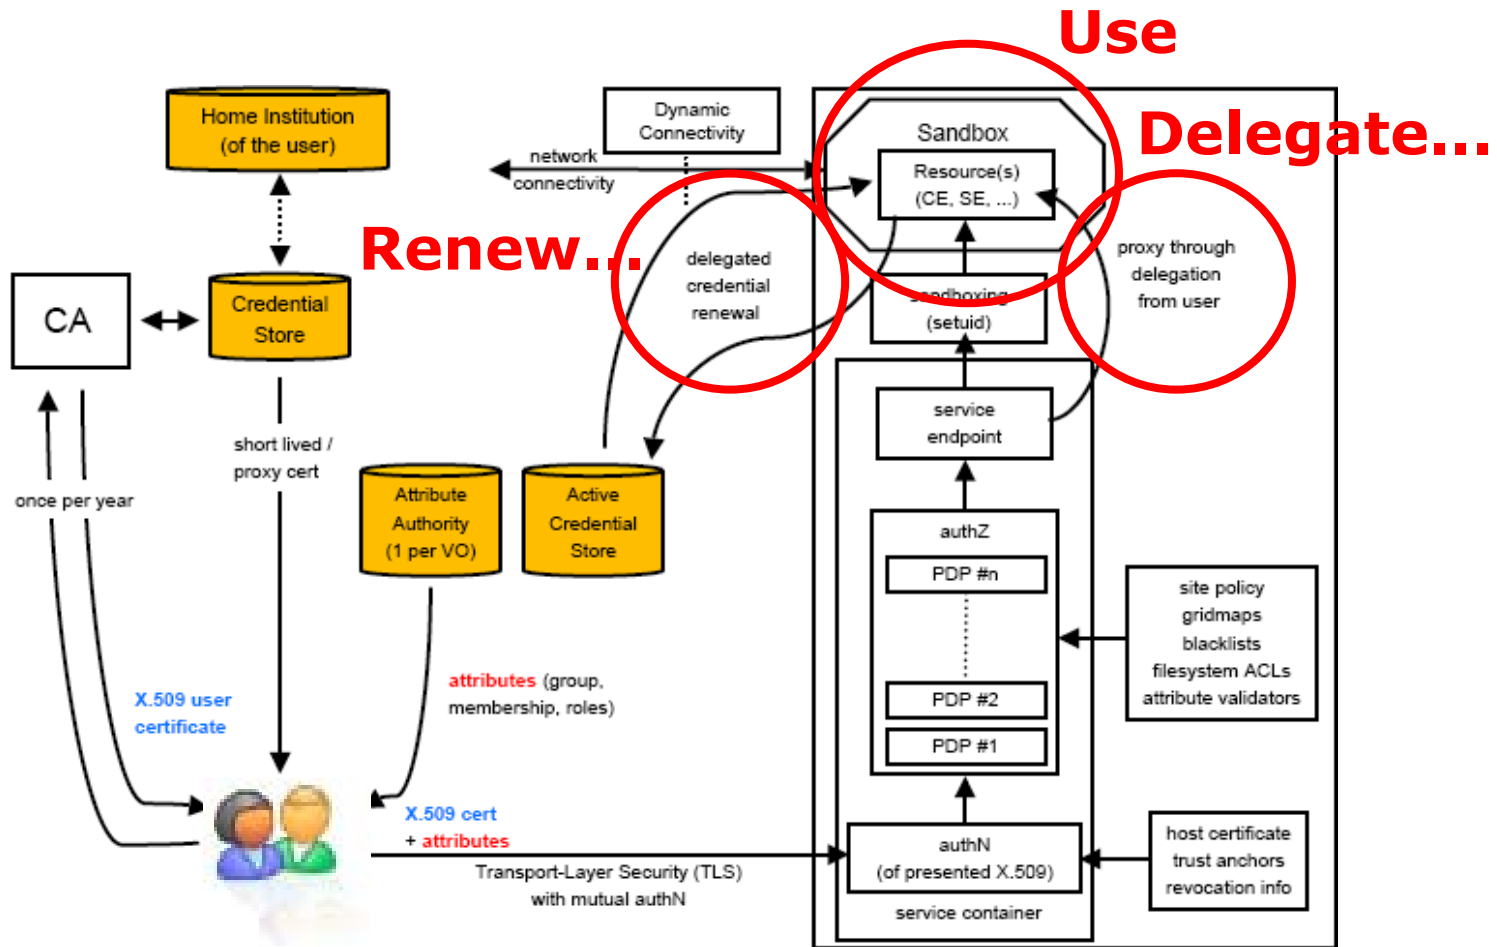 Use
Delegate...
Renew...
Home Institution
(of the user)
Dynamic
Connectivity
network
connectivity
Sandbox
Resource(s)
(CE, SE, ...)
delegated
credential
renewal
proxy through
delegation
from user
sandboxing
(setuid)
CA
Credential
Store
short lived /
proxy cert
once per year
service
endpoint
Attribute
Authority
(1 per VO)
Active
Credential
Store
authZ
PDP #n
PDP #2
PDP #1
site policy
gridmaps
blacklists
filesystem ACLs
attribute validators
attributes (group,
membership, roles)
X.509 user
certificate
X.509 cert
+ attributes
Transport-Layer Security (TLS)
with mutual authN
authN
(of presented X.509)
service container
host certificate
trust anchors
revocation info